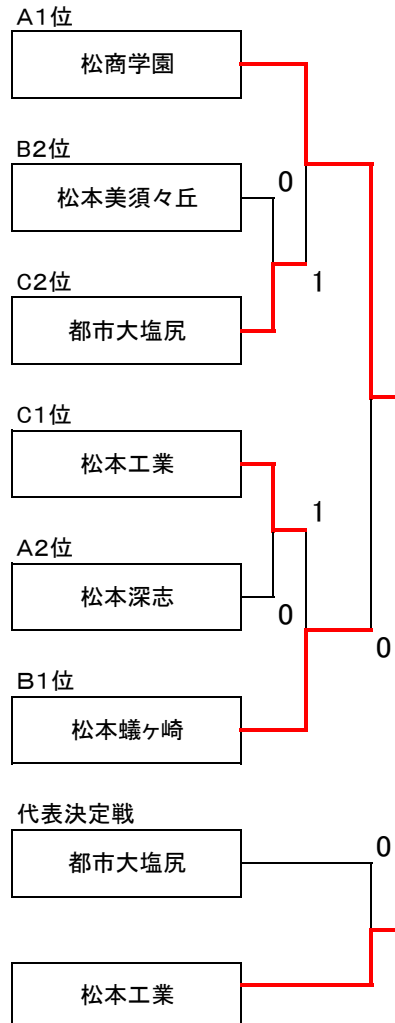 A1位
松商学園
B2位
0
松本美須々丘
1
C2位
都市大塩尻
C1位
松本工業
1
A2位
松本深志
0
0
B1位
松本蟻ヶ崎
代表決定戦
都市大塩尻
0
松本工業